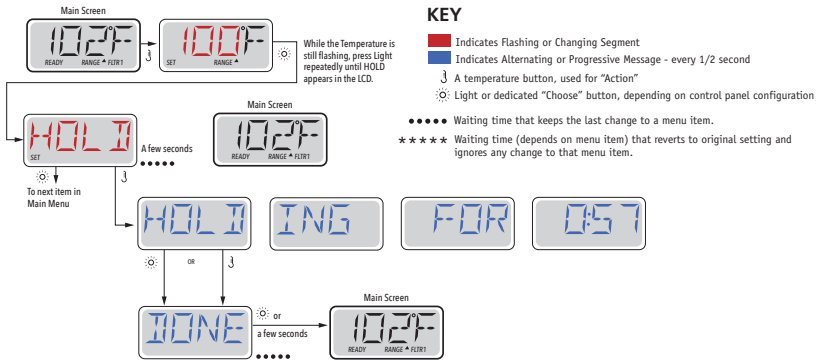 Main Screen
102°F
READY RANGE FLTR1
100°F
SET RANGE
While the Temperature is
still flashing, press Light
repeatedly until HOLD
appears in the LCD.
KEY
Indicates Flashing or Changing Segment
Indicates Alternating or Progressive Message - every 1/2 second
A temperature button, used for “Action”
Light or dedicated “Choose” button, depending on control panel configuration
••••• Waiting time that keeps the last change to a menu item.
***** Waiting time (depends on menu item) that reverts to original setting and
ignores any change to that menu item.
HOLD
SET
A few seconds
•••••
Main Screen
102°F
READY RANGE FLTR1
To next item in
Main Menu
HOLD
ING
FOR
0:57
OR
DONE
or
a few seconds
•••••
Main Screen
102°F
READY RANGE FLTR1